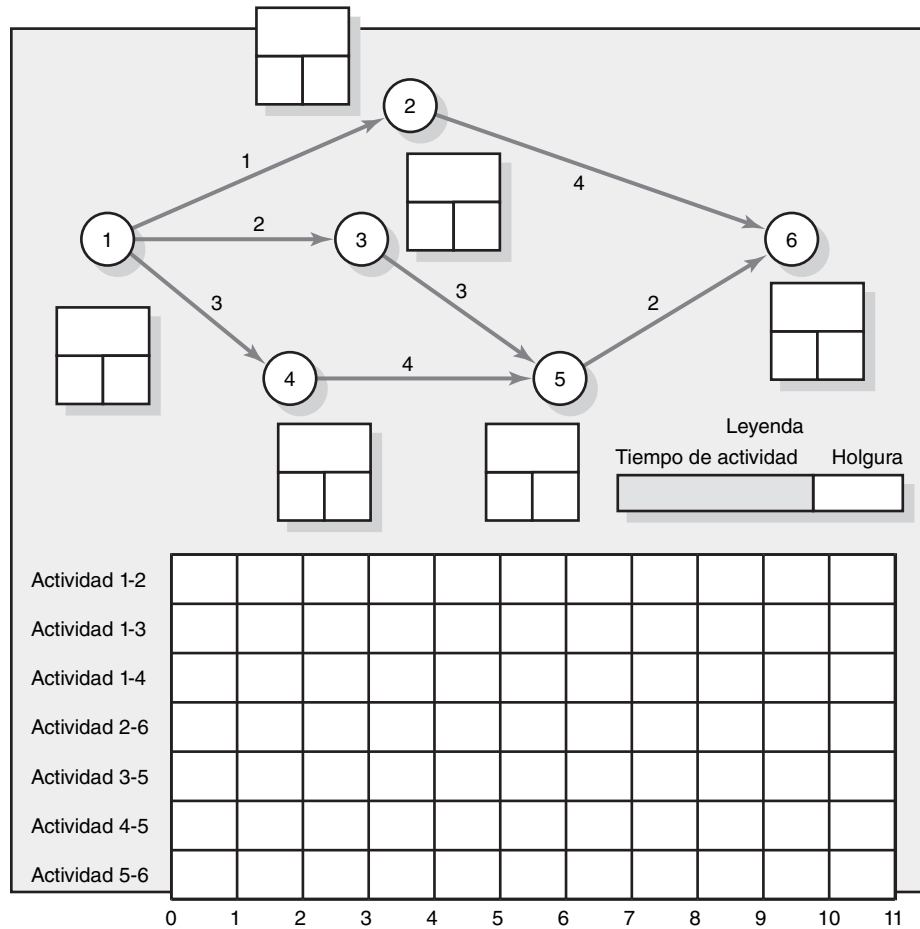 2
1
4
1
2
3
6
3
3
2
4
4
5
Leyenda
Tiempo de actividad Holgura
Actividad 1-2
Actividad 1-3
Actividad 1-4
Actividad 2-6
Actividad 3-5
Actividad 4-5
Actividad 5-6
0 1 2 3 4 5 6 7 8 9 10 11